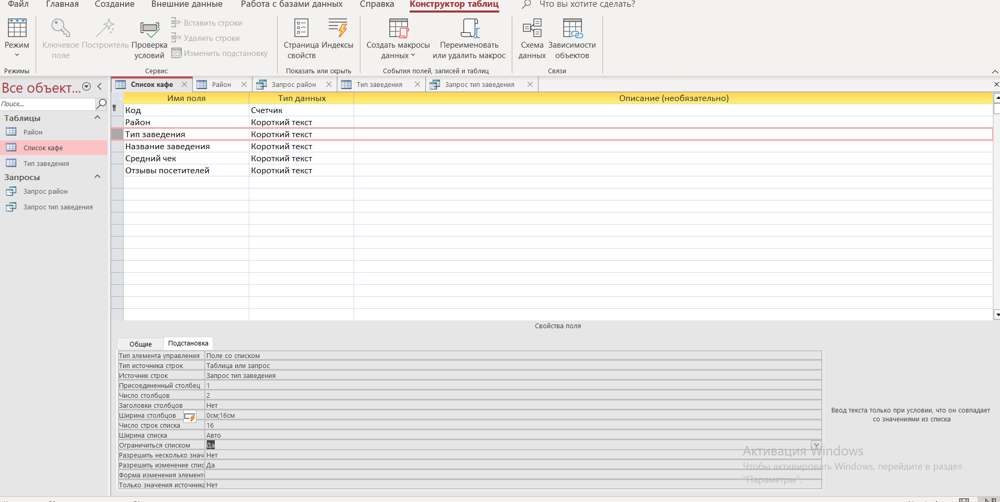 Файл Главная Создание Внешние данные Работа с базами данных Справка Конструктор таблиц Что вы хотите сделать?
Режим
Ключевое поле
Построитель
Проверка условий
Вставить строки
Удалить строки
Изменить подстановку
Страница свойств
Индексы
Создать макросы данных
Переименовать или удалить макрос
Схема данных
Зависимости объектов
Режимы Сервис Показать или скрыть События полей, записей и таблиц Связи
Все объект...
Поиск...
Таблицы
Район
Список кафе
Тип заведения
Запросы
Запрос район
Запрос тип заведения
Список кафе Район Запрос район Тип заведения Запрос тип заведения
Имя поля Тип данных Описание (необязательно)
Код Счетчик
Район Короткий текст
Тип заведения Короткий текст
Название заведения Короткий текст
Средний чек Короткий текст
Отзывы посетителей Короткий текст
Свойства поля
Общие Подстановка
Тип элемента управления Поле со списком
Тип источника строк Таблица или запрос
Источник строк Запрос тип заведения
Присоединенный столбец 1
Число столбцов 2
Заголовки столбцов Нет
Ширина столбцов 0см;16см
Число строк списка 16
Ширина списка Авто
Ограничиться списком Да
Разрешить несколько знач Нет
Разрешить изменение спис Да
Форма изменения элемент
Только значения источника Нет
Ввод текста только при условии, что он совпадает
со значениями из списка
Активация Windows
Чтобы активировать Windows, перейдите в раздел
"Параметры".